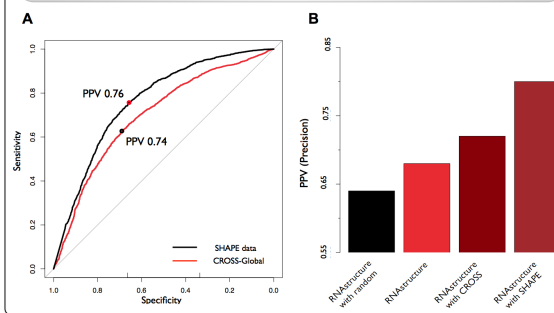 A
PPV 0.76
PPV 0.74
SHAPE data
CROSS-Global
Sensitivity
1.0
0.8
0.6
0.4
0.2
0.0
1.0
0.8
0.6
0.4
0.2
0.0
Specificity
B
PPV (Precision)
0.85
0.75
0.65
0.55
RNAstructure
with random
RNAstructure
RNAstructure
with CROSS
RNAstructure
with SHAPE